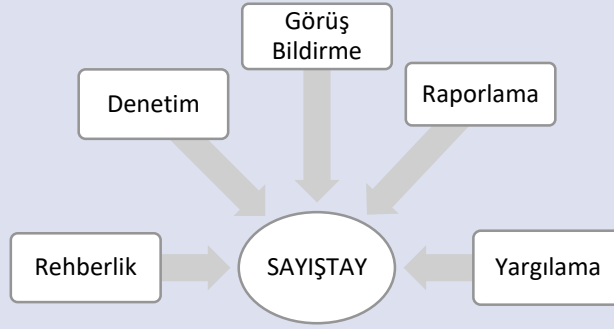 Görüş
Bildirme
Denetim
Raporlama
Rehberlik
SAYIŞTAY
Yargılama